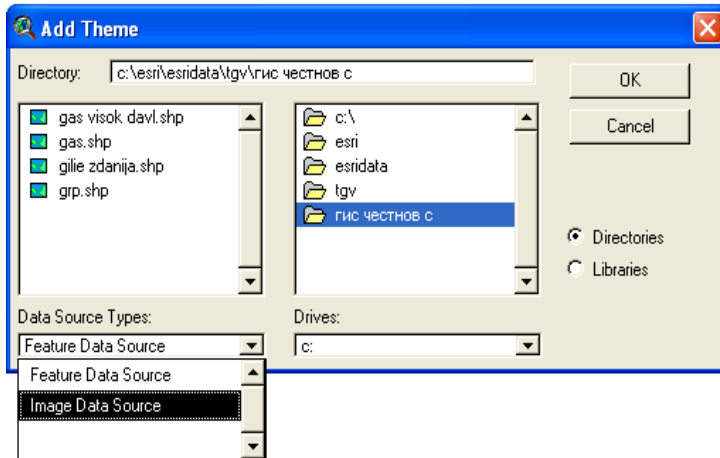 Add Theme
Directory: c:\esri\esridata\tgv\гис честнов с
OK
Cancel
gas visok davl.shp
gas.shp
gilie zdanija.shp
grp.shp
c:\
esri
esridata
tgv
гис честнов с
Directories
Libraries
Data Source Types:
Drives:
Feature Data Source
c:
Feature Data Source
Image Data Source